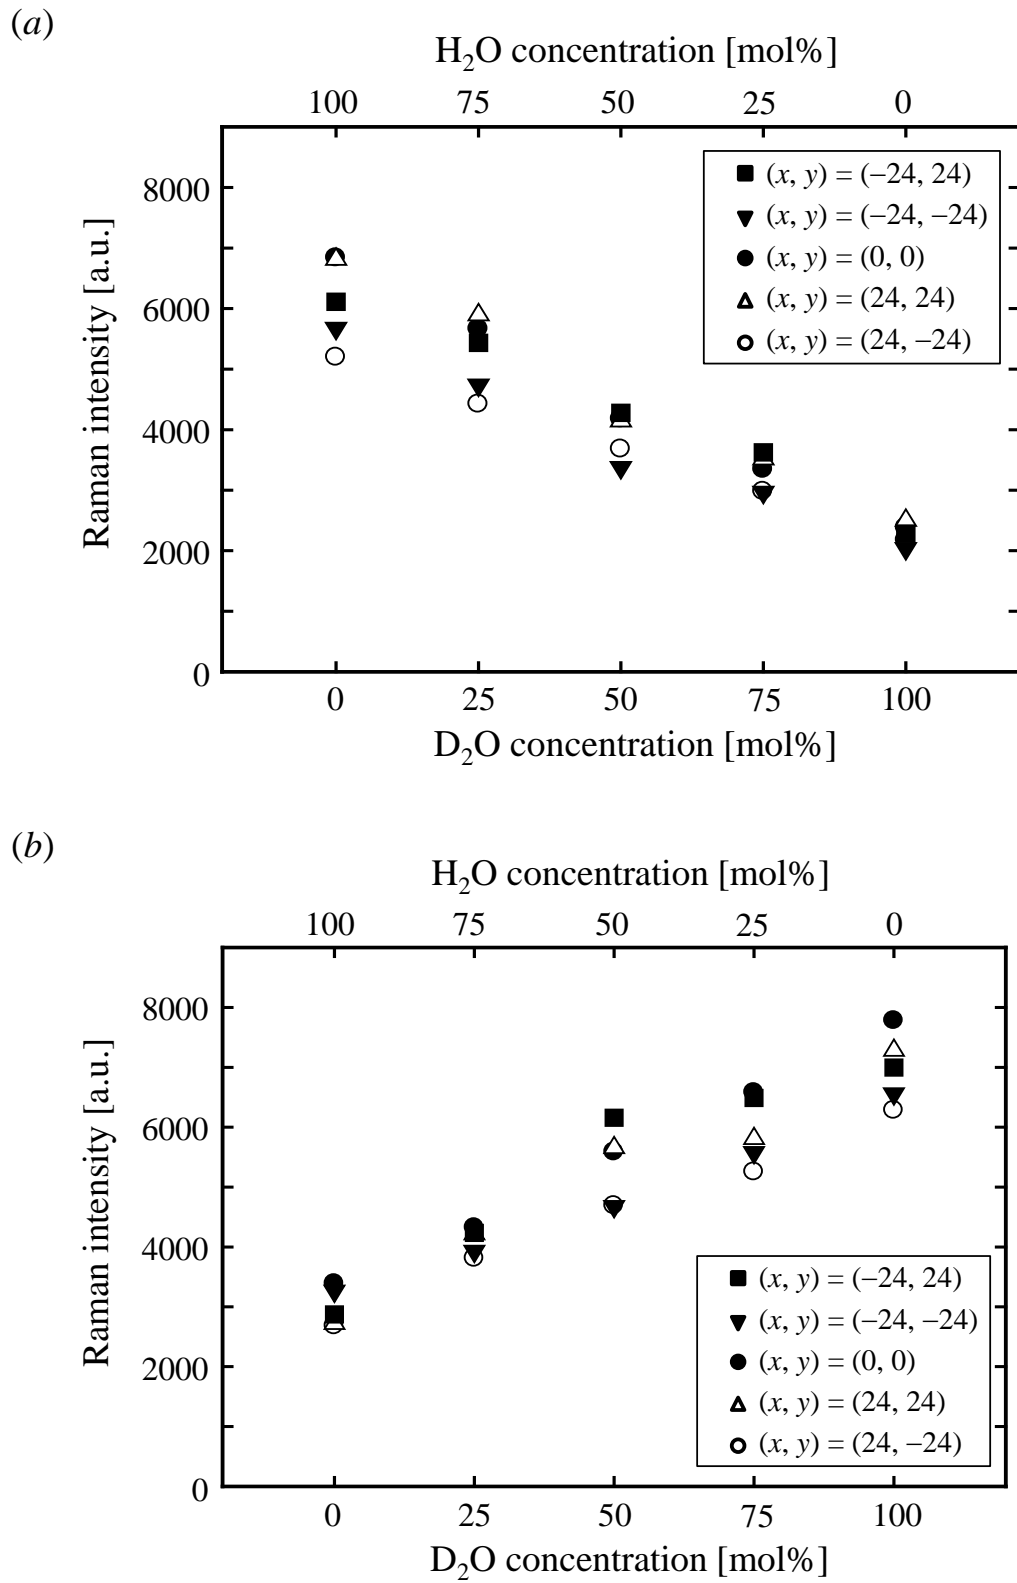 (a)
H₂O concentration [mol%]
100 75 50 25 0
Raman intensity [a.u.]
8000
6000
4000
2000
0
(x, y) = (−24, 24)
(x, y) = (−24, −24)
(x, y) = (0, 0)
(x, y) = (24, 24)
(x, y) = (24, −24)
0 25 50 75 100
D₂O concentration [mol%]
(b)
H₂O concentration [mol%]
100 75 50 25 0
Raman intensity [a.u.]
8000
6000
4000
2000
0
(x, y) = (−24, 24)
(x, y) = (−24, −24)
(x, y) = (0, 0)
(x, y) = (24, 24)
(x, y) = (24, −24)
0 25 50 75 100
D₂O concentration [mol%]